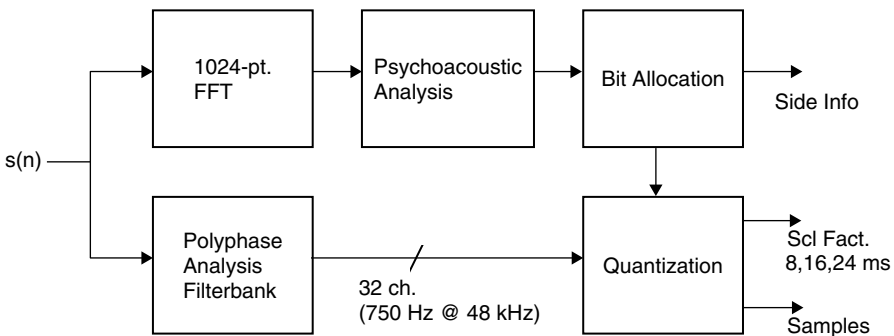 1024-pt.
FFT
Psychoacoustic
Analysis
Bit Allocation
Side Info
s(n)
Polyphase
Analysis
Filterbank
32 ch.
(750 Hz @ 48 kHz)
Quantization
Scl Fact.
8,16,24 ms
Samples